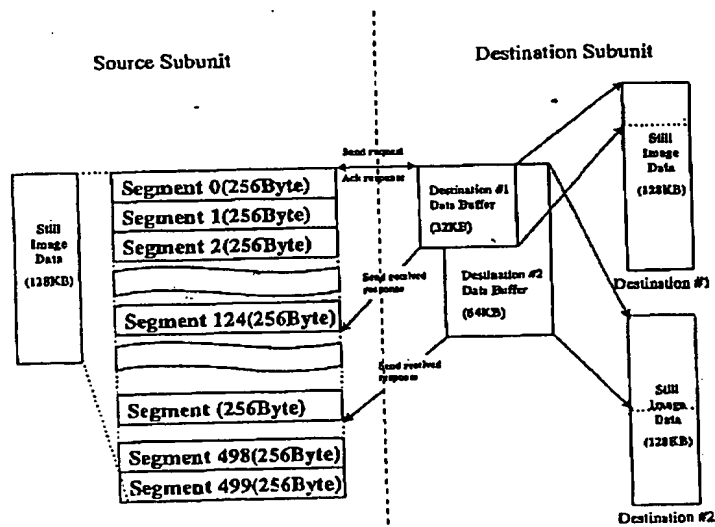 Source Subunit
Destination Subunit
Still
Image
Data
(128KB)
Segment 0(256Byte)
Segment 1(256Byte)
Segment 2(256Byte)
Segment 124(256Byte)
Segment (256Byte)
Segment 498(256Byte)
Segment 499(256Byte)
Send request
Ack response
Send received
response
Send received
response
Destination #1
Data Buffer
(32KB)
Destination #2
Data Buffer
(64KB)
Still
Image
Data
(128KB)
Destination #1
Still
Image
Data
(128KB)
Destination #2